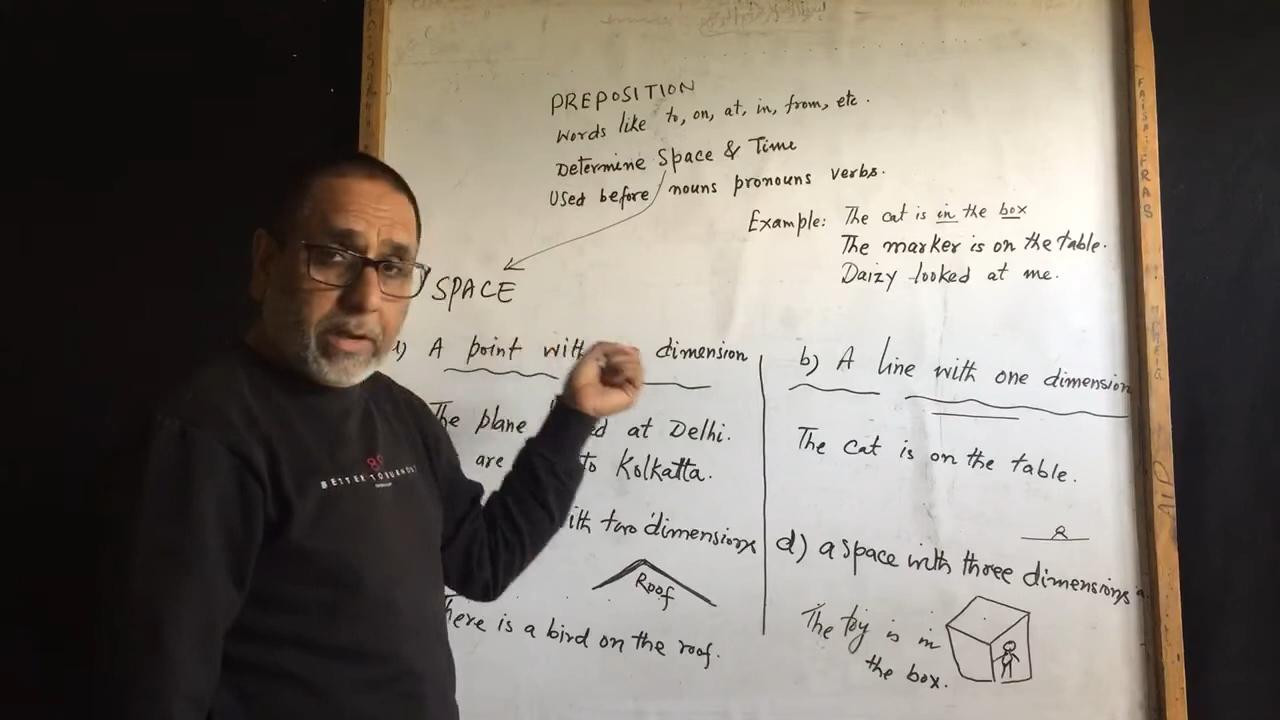 PREPOSITION
Words like to, on, at, in, from, etc.
Determine Space & Time
Used before nouns pronouns verbs.
Example: The cat is in the box
The marker is on the table.
Daizy looked at me.
SPACE
A point with dimension
The plane at Delhi.
are to Kolkatta.
with two dimensions
Roof
There is a bird on the roof.
b) A line with one dimension
The cat is on the table.
d) a space with three dimensions
The toy is in
the box.
BETTER